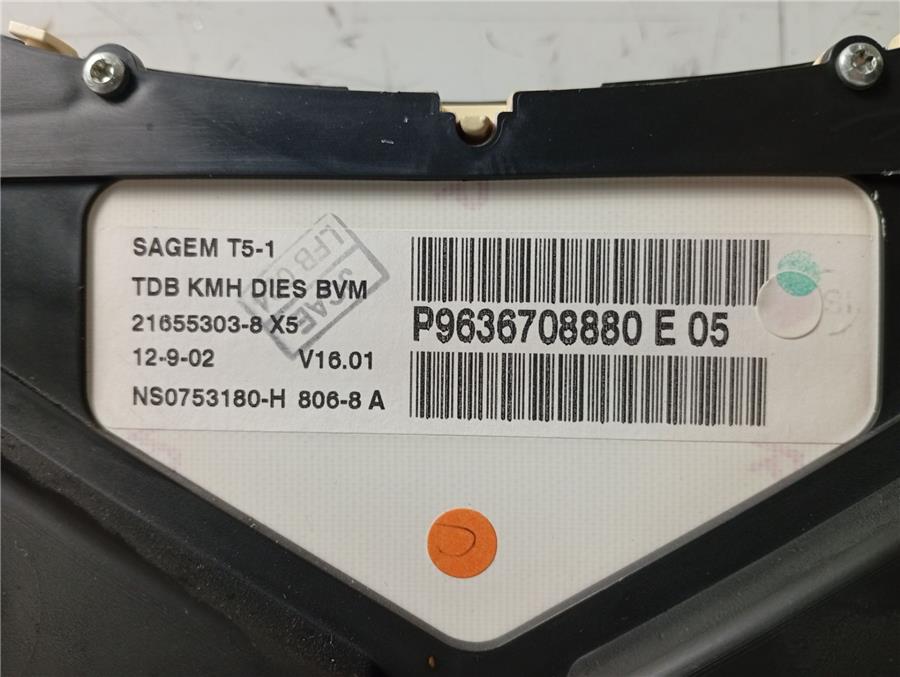 SAGEM T5-1
TDB KMH DIES BVM
21655303-8 X5
12-9-02 V16.01
NS0753180-H 806-8 A
P9636708880 E 05